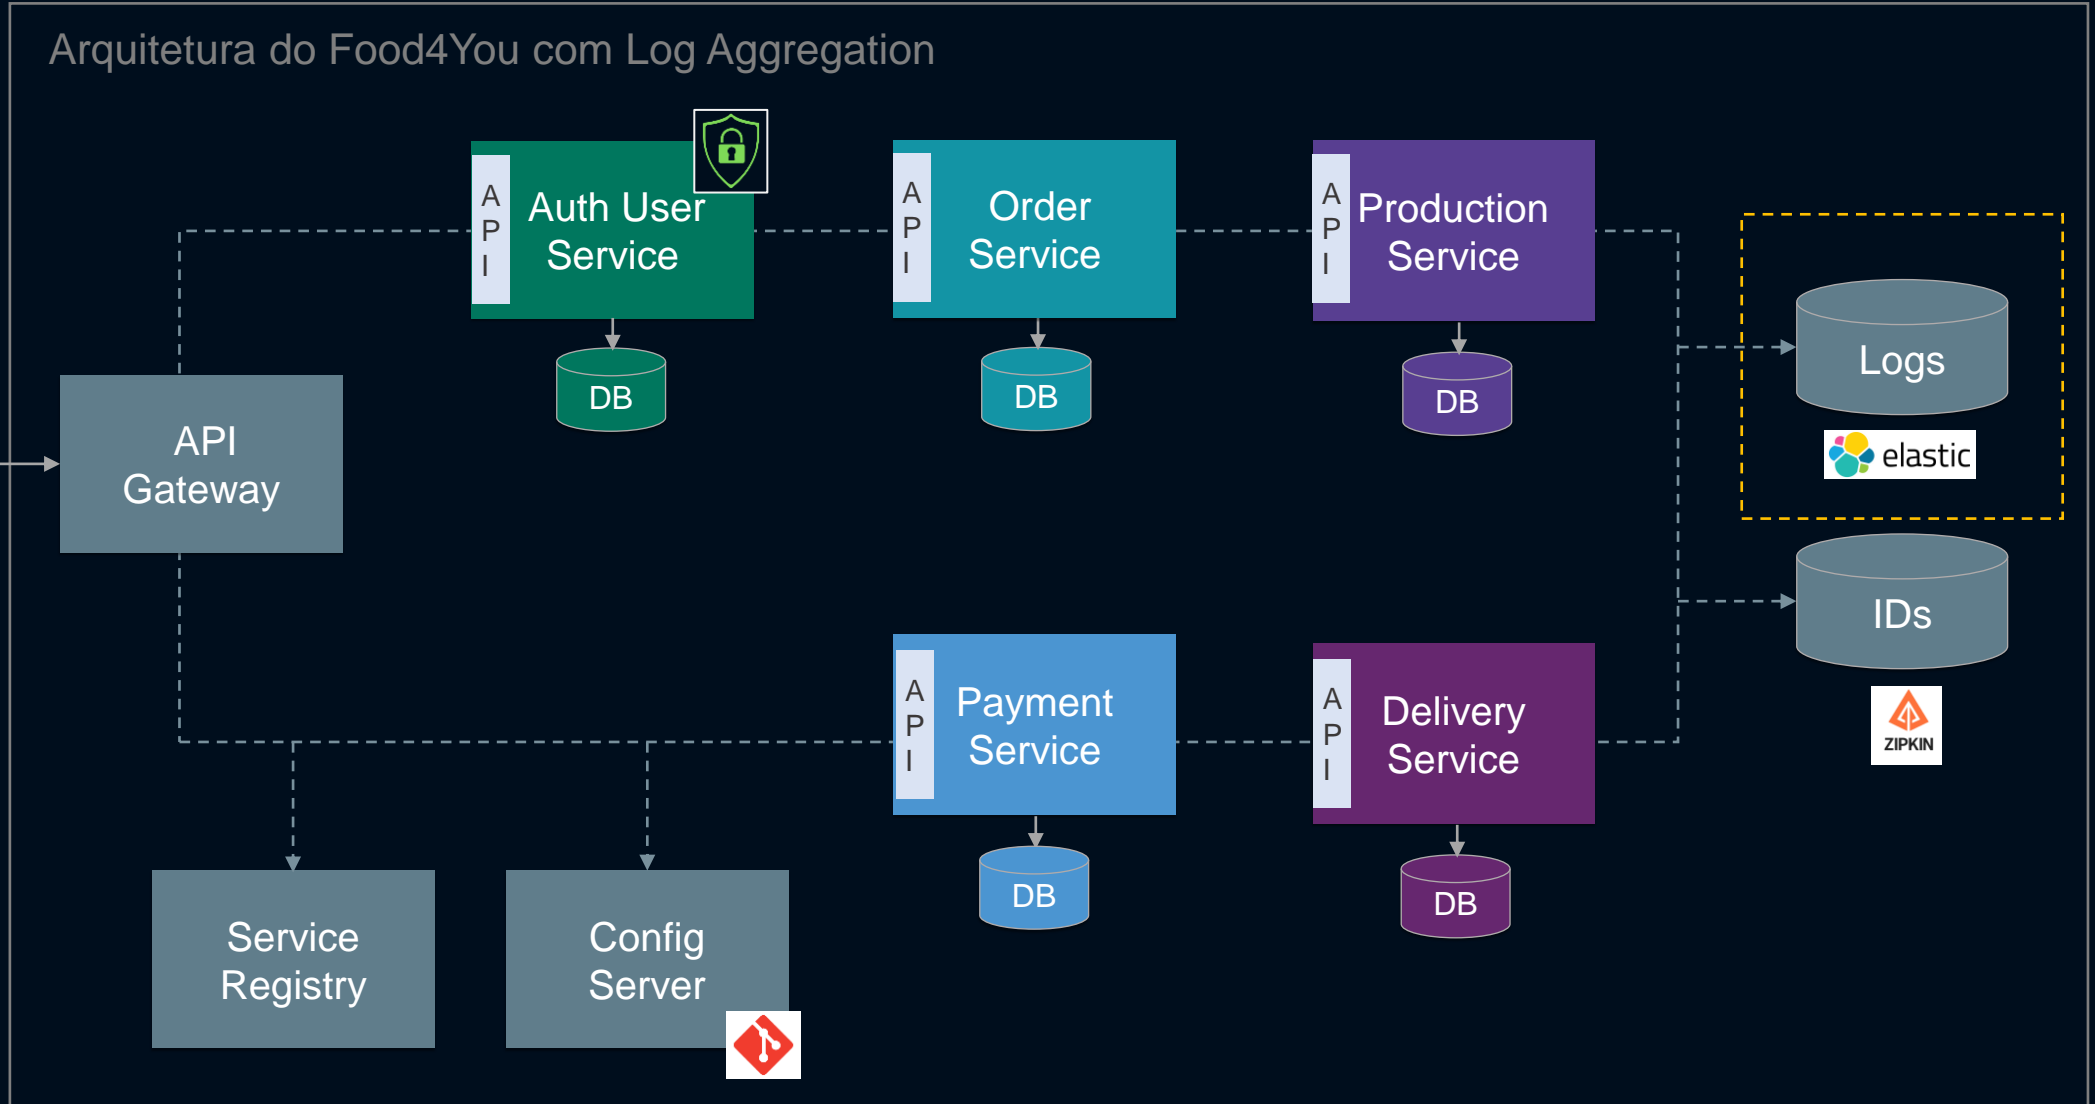 Arquitetura do Food4You com Log Aggregation
A
P
I
Auth User
Service
DB
A
P
I
Order
Service
DB
A
P
I
Production
Service
DB
Logs
elastic
API
Gateway
IDs
ZIPKIN
A
P
I
Payment
Service
DB
A
P
I
Delivery
Service
DB
Service
Registry
Config
Server